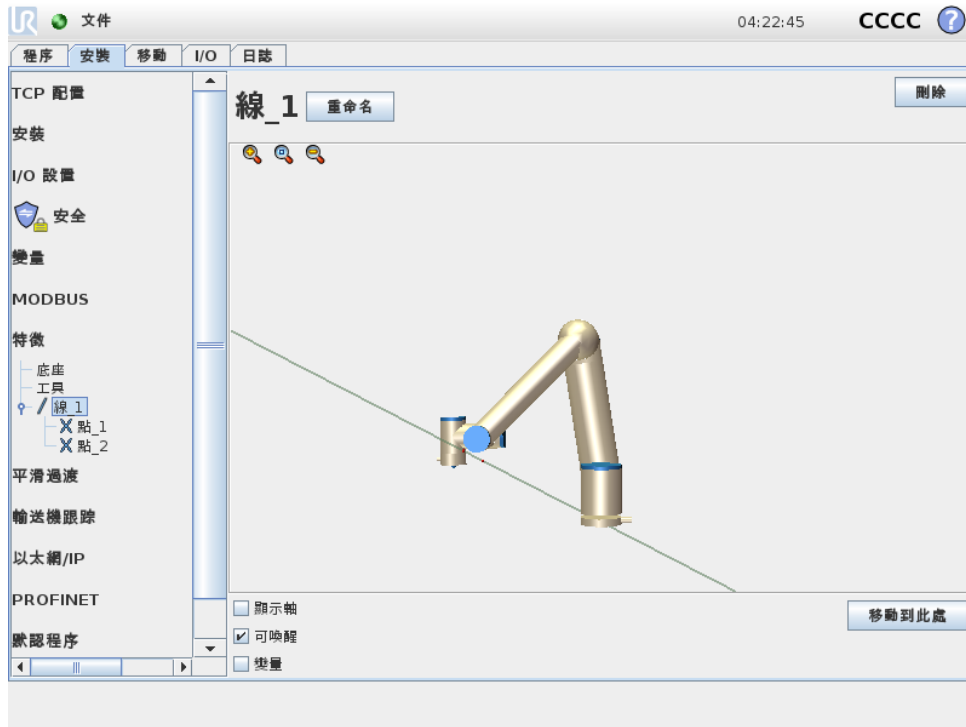 UR 文件 04:22:45 CCCC ?
程序 安裝 移動 I/O 日誌
TCP 配置
安裝
I/O 設置
安全
變量
MODBUS
特徵
底座
工具
線_1
點_1
點_2
平滑過渡
輸送機跟踪
以太網/IP
PROFINET
默認程序
線_1 重命名 刪除
顯示軸
可喚醒
變量
移動到此處